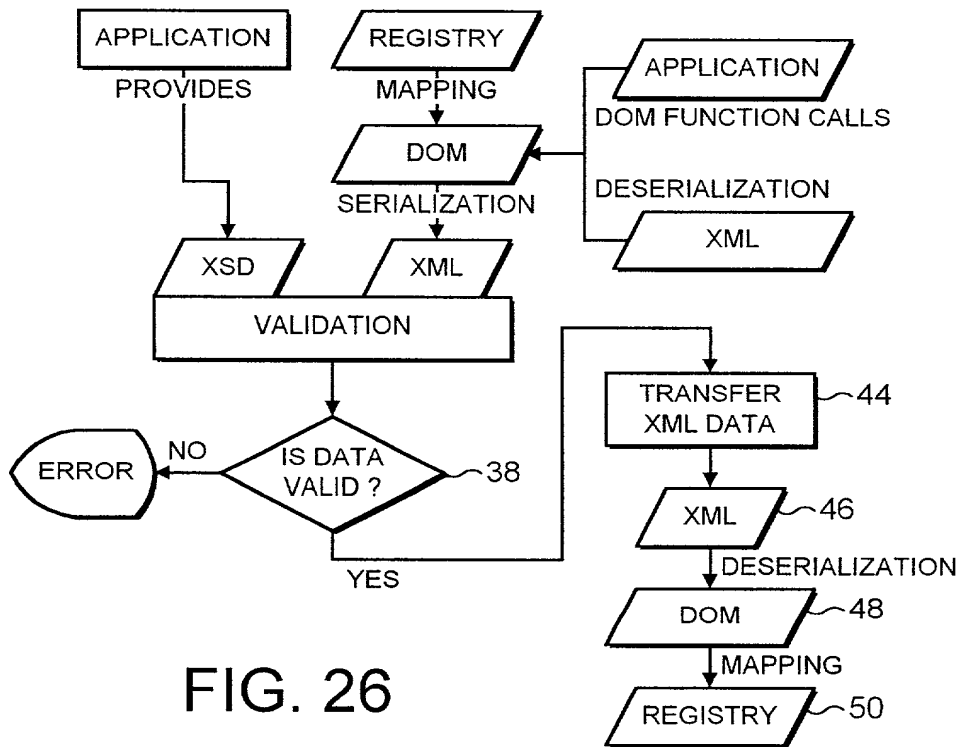 APPLICATION
PROVIDES
REGISTRY
MAPPING
APPLICATION
DOM FUNCTION CALLS
DOM
SERIALIZATION
DESERIALIZATION
XML
XSD
XML
VALIDATION
IS DATA
VALID ?
38
NO
ERROR
YES
TRANSFER
XML DATA
44
XML
46
DESERIALIZATION
DOM
48
MAPPING
REGISTRY
50
FIG. 26